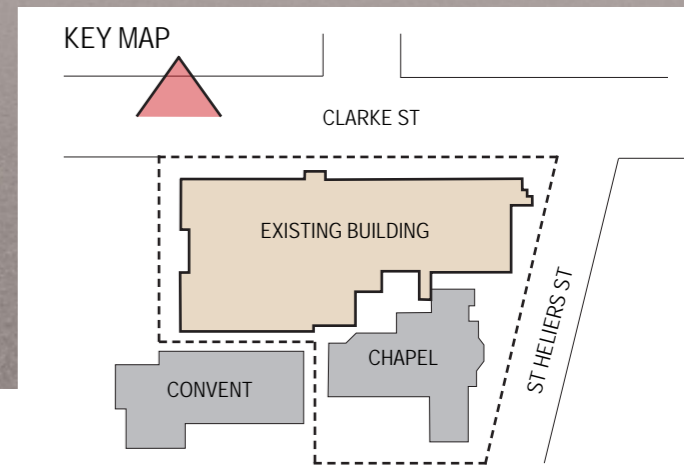 KEY MAP
CLARKE ST
EXISTING BUILDING
ST HELIERS ST
CHAPEL
CONVENT